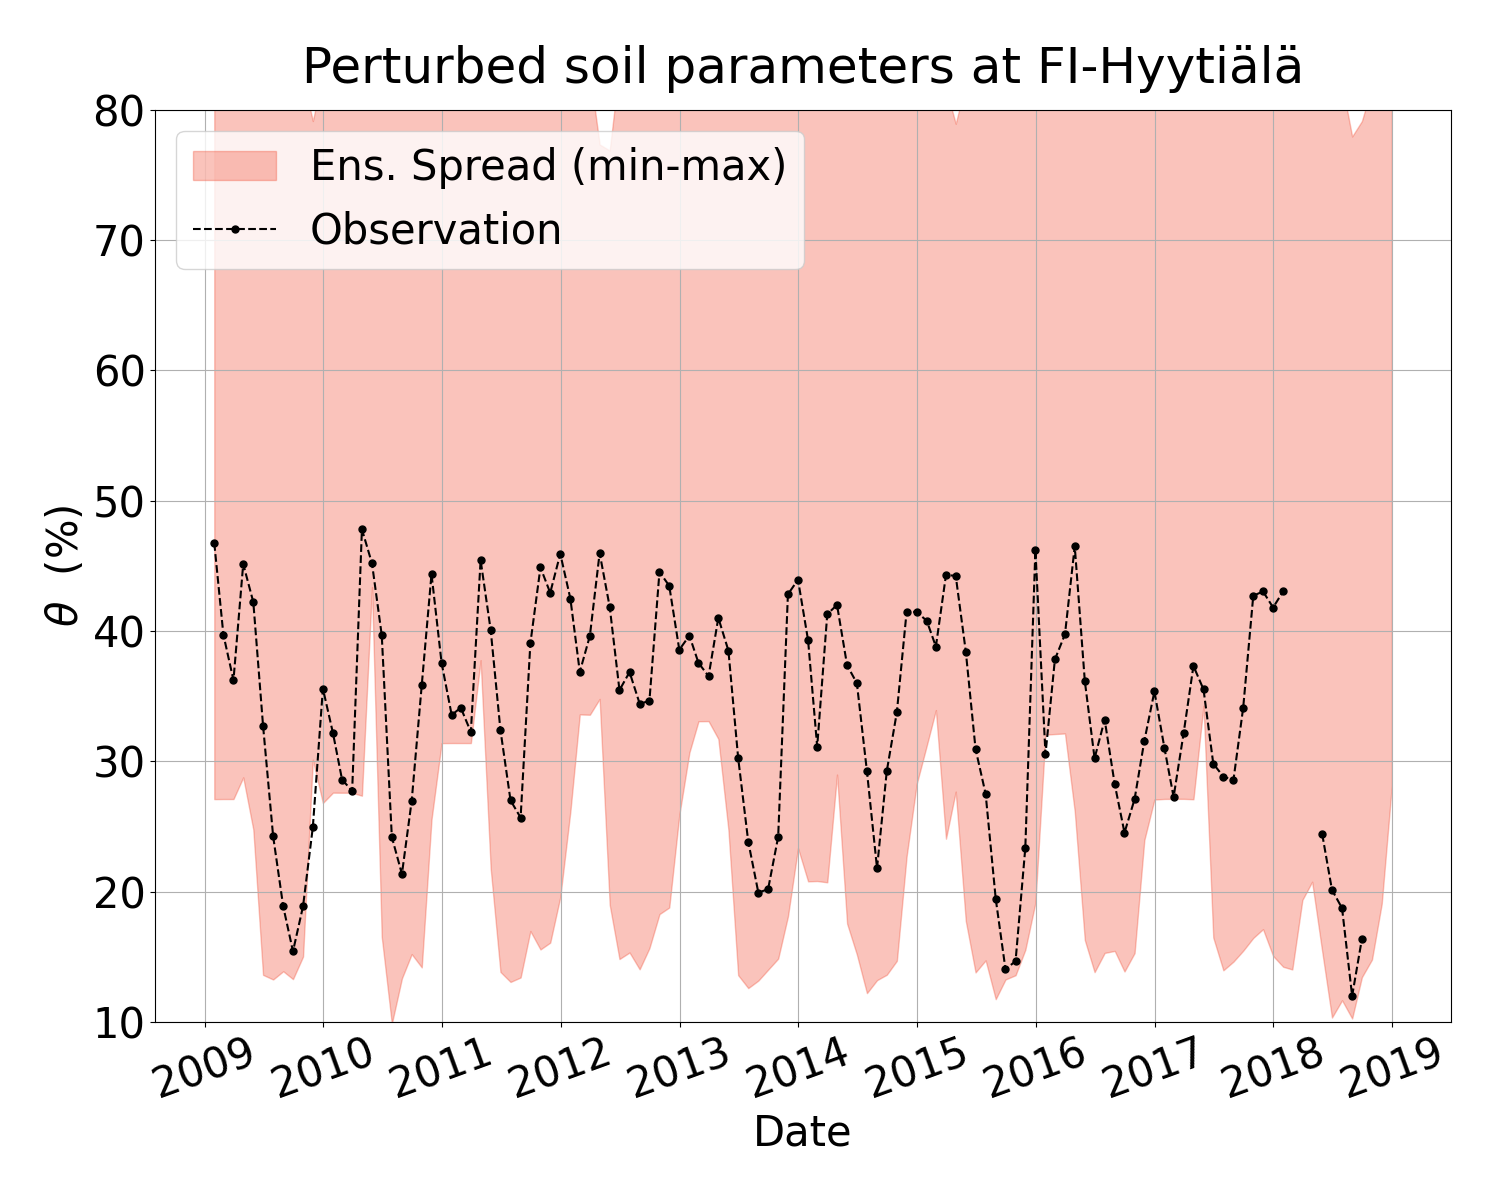 Perturbed soil parameters at FI-Hyytiälä
80
70
60
50
40
30
20
10
θ (%)
Ens. Spread (min-max)
Observation
2009 2010 2011 2012 2013 2014 2015 2016 2017 2018 2019
Date